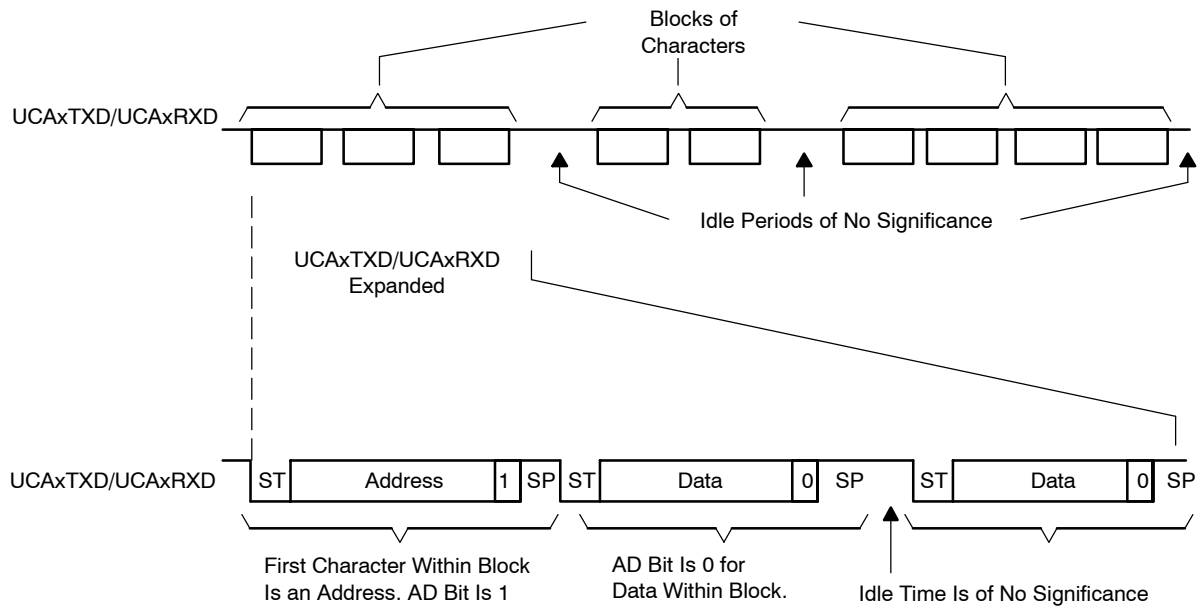 Blocks of
Characters
UCAxTXD/UCAxRXD
Idle Periods of No Significance
UCAxTXD/UCAxRXD
Expanded
UCAxTXD/UCAxRXD
ST Address 1 SP ST Data 0 SP ST Data 0 SP
First Character Within Block
Is an Address. AD Bit Is 1
AD Bit Is 0 for
Data Within Block.
Idle Time Is of No Significance